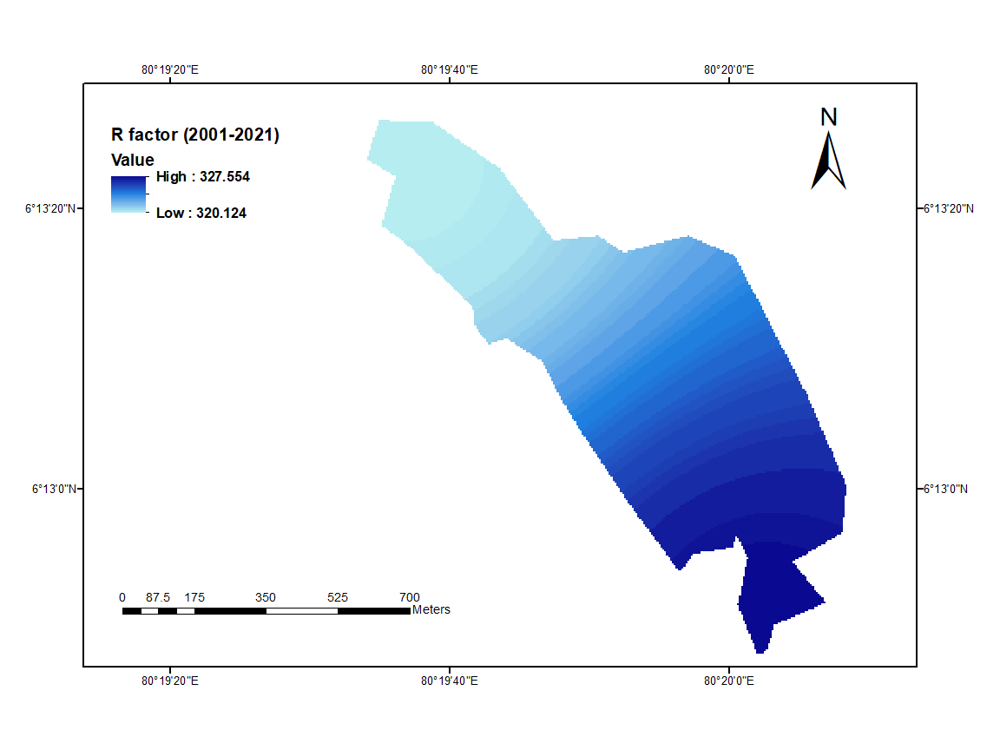 80°19'20"E 80°19'40"E 80°20'0"E
N
R factor (2001-2021)
Value
High : 327.554
Low : 320.124
6°13'20"N 6°13'20"N
6°13'0"N 6°13'0"N
0 87.5 175 350 525 700
Meters
80°19'20"E 80°19'40"E 80°20'0"E